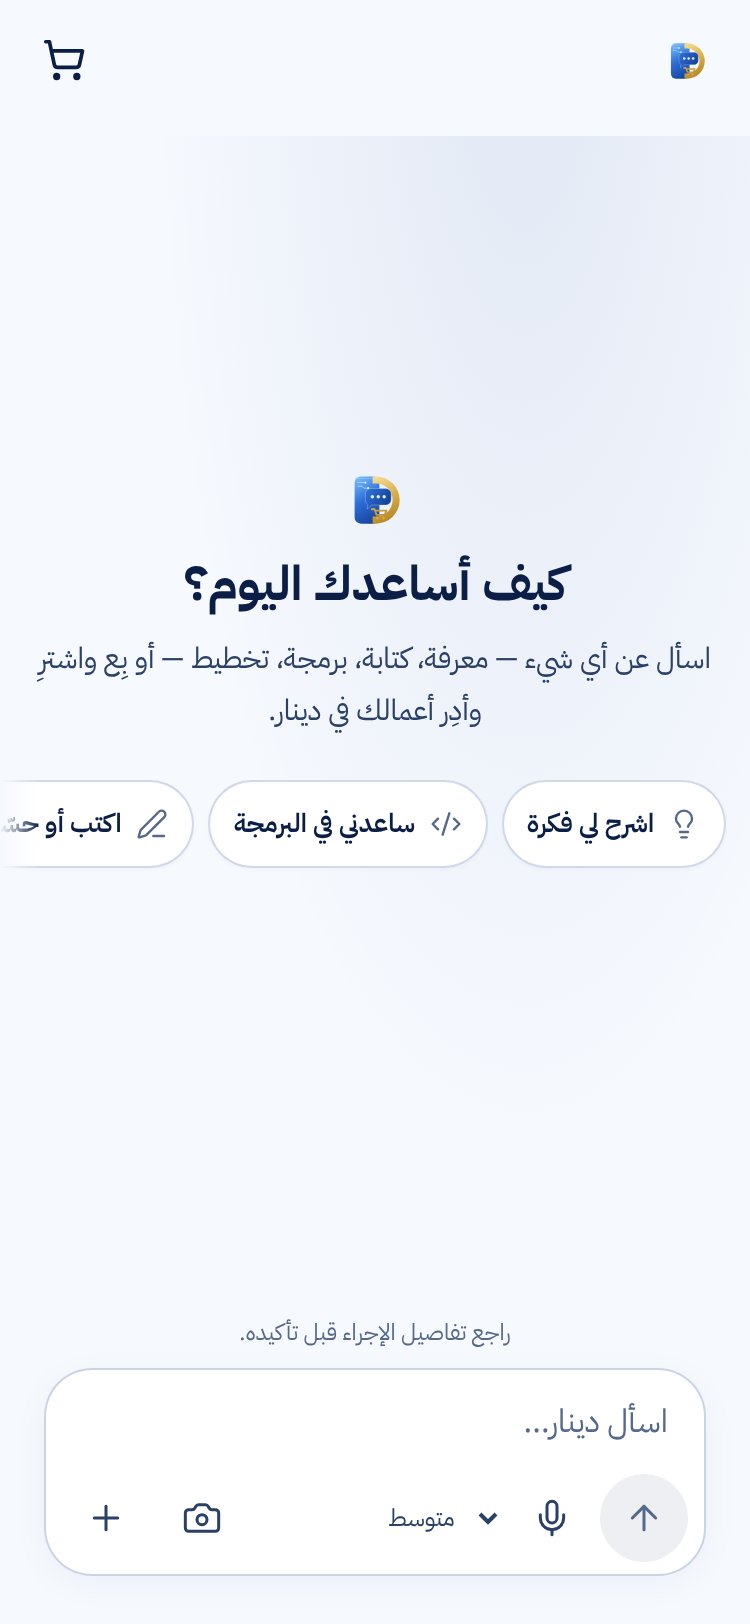 كيف أساعدك اليوم؟
اسأل عن أي شيء — معرفة، كتابة، برمجة، تخطيط — أو بِع واشترِ
وأدِر أعمالك في دينار.
اشرح لي فكرة
ساعدني في البرمجة
اكتب أو
راجع تفاصيل الإجراء قبل تأكيده.
اسأل دينار...
متوسط